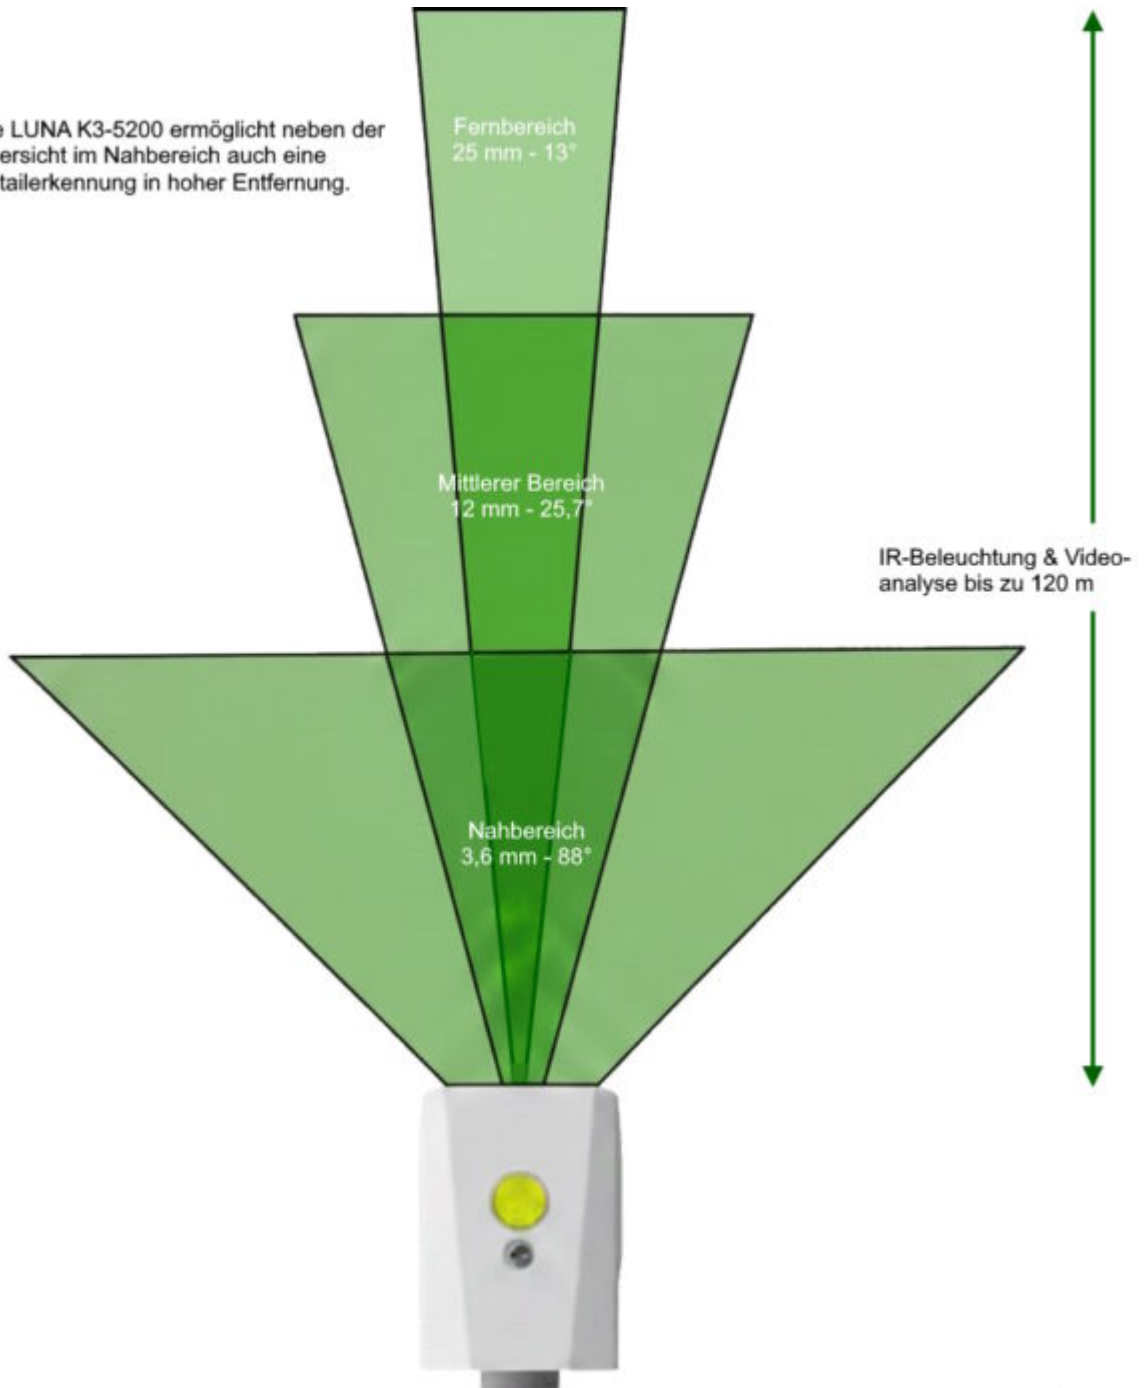 e LUNA K3-5200 ermöglicht neben der
ersicht im Nahbereich auch eine
tailerkennung in hoher Entfernung.
Fernbereich
25 mm - 13°
Mittlerer Bereich
12 mm - 25,7°
IR-Beleuchtung & Video-
analyse bis zu 120 m
Nahbereich
3,6 mm - 88°